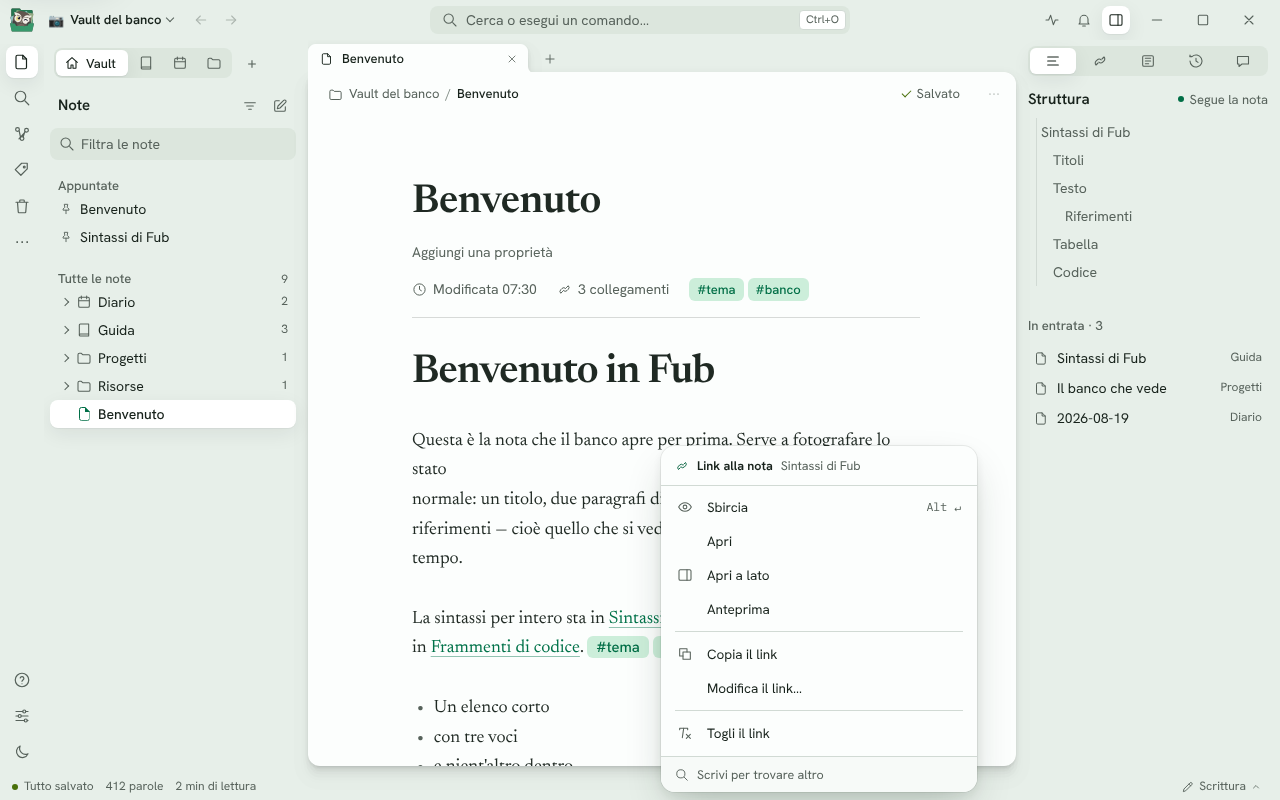 Vault del banco
Cerca o esegui un comando...
Ctrl+O
Vault
Note
Filtra le note
Appuntate
Benvenuto
Sintassi di Fub
Tutte le note 9
Diario 2
Guida 3
Progetti 1
Risorse 1
Benvenuto
Benvenuto
Vault del banco / Benvenuto
Salvato
Benvenuto
Aggiungi una proprietà
Modificata 07:30
3 collegamenti
#tema
#banco
Benvenuto in Fub
Questa è la nota che il banco apre per prima. Serve a fotografare lo
stato
normale: un titolo, due paragrafi
riferimenti — cioè quello che si
tempo.
La sintassi per intero sta in
in Frammenti di codice. #tema
Un elenco corto
con tre voci
e nient'altro dentro
Link alla nota Sintassi di Fub
Sbircia Alt ↵
Apri
Apri a lato
Anteprima
Copia il link
Modifica il link...
Togli il link
Scrivi per trovare altro
Struttura
Segue la nota
Sintassi di Fub
Titoli
Testo
Riferimenti
Tabella
Codice
In entrata · 3
Sintassi di Fub Guida
Il banco che vede Progetti
2026-08-19 Diario
Tutto salvato
412 parole
2 min di lettura
Scrittura